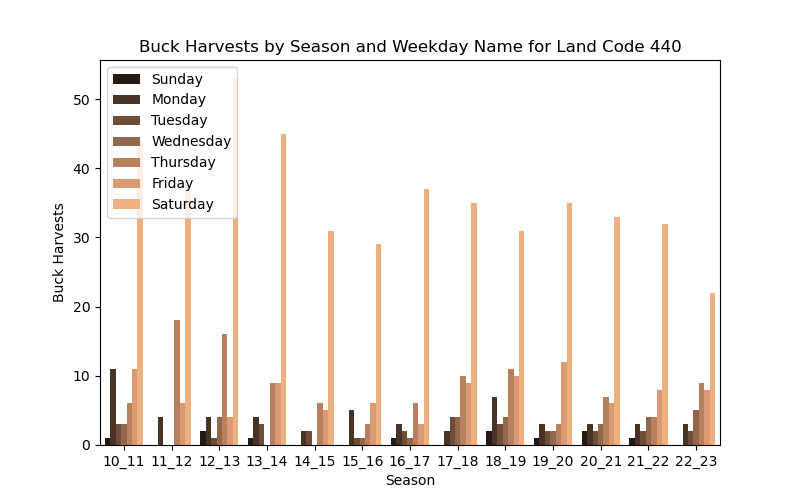 Buck Harvests by Season and Weekday Name for Land Code 440
Sunday
Monday
Tuesday
Wednesday
Thursday
Friday
Saturday
50
40
30
20
10
0
Buck Harvests
10_11 11_12 12_13 13_14 14_15 15_16 16_17 17_18 18_19 19_20 20_21 21_22 22_23
Season